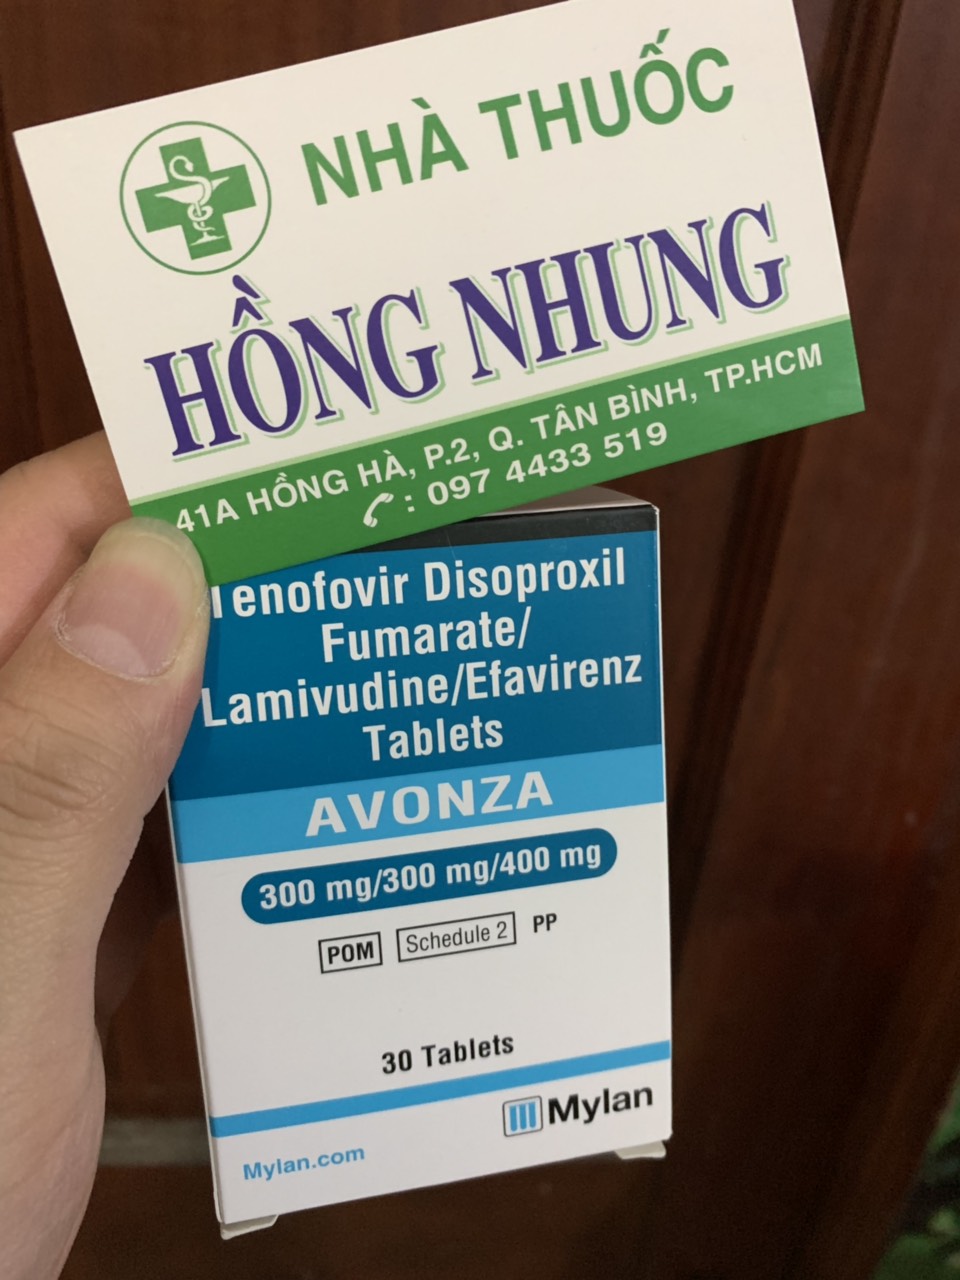 NHÀ THUỐC
HỒNG NHUNG
41A HỒNG HÀ, P.2, Q. TÂN BÌNH, TP.HCM
: 097 4433 519
Tenofovir Disoproxil
Fumarate/
Lamivudine/Efavirenz
Tablets
AVONZA
300 mg/300 mg/400 mg
POM Schedule 2 PP
30 Tablets
Mylan
Mylan.com